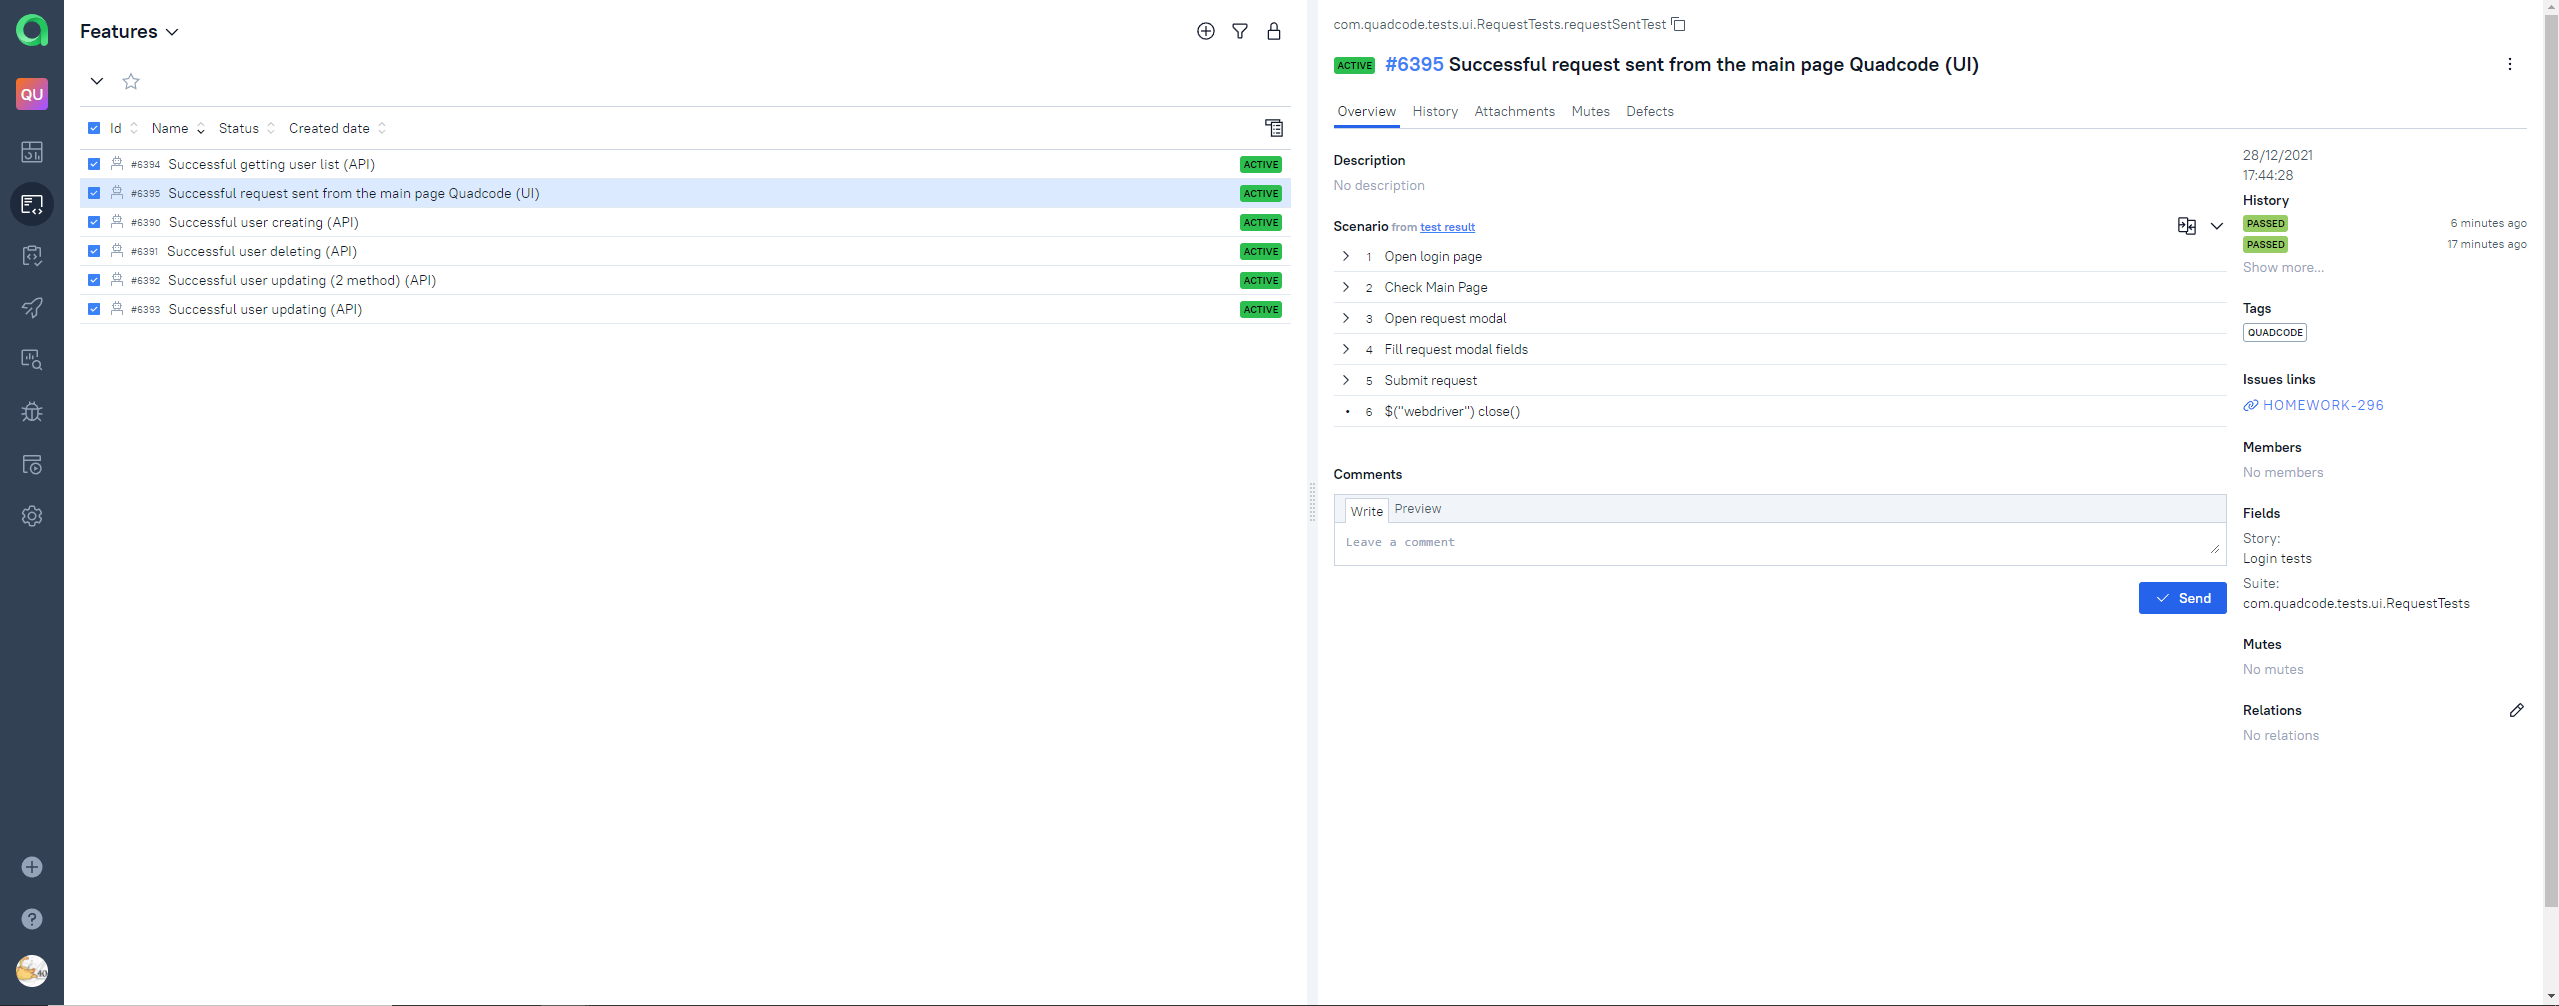 QU
Features
Id Name Status Created date
#6394 Successful getting user list (API) ACTIVE
#6395 Successful request sent from the main page Quadcode (UI) ACTIVE
#6390 Successful user creating (API) ACTIVE
#6391 Successful user deleting (API) ACTIVE
#6392 Successful user updating (2 method) (API) ACTIVE
#6393 Successful user updating (API) ACTIVE
com.quadcode.tests.ui.RequestTests.requestSentTest
ACTIVE #6395 Successful request sent from the main page Quadcode (UI)
Overview History Attachments Mutes Defects
Description
No description
Scenario from test result
1 Open login page
2 Check Main Page
3 Open request modal
4 Fill request modal fields
5 Submit request
• 6 $("webdriver") close()
Comments
Write Preview
Leave a comment
Send
28/12/2021
17:44:28
History
PASSED 6 minutes ago
PASSED 17 minutes ago
Show more...
Tags
QUADCODE
Issues links
HOMEWORK-296
Members
No members
Fields
Story:
Login tests
Suite:
com.quadcode.tests.ui.RequestTests
Mutes
No mutes
Relations
No relations